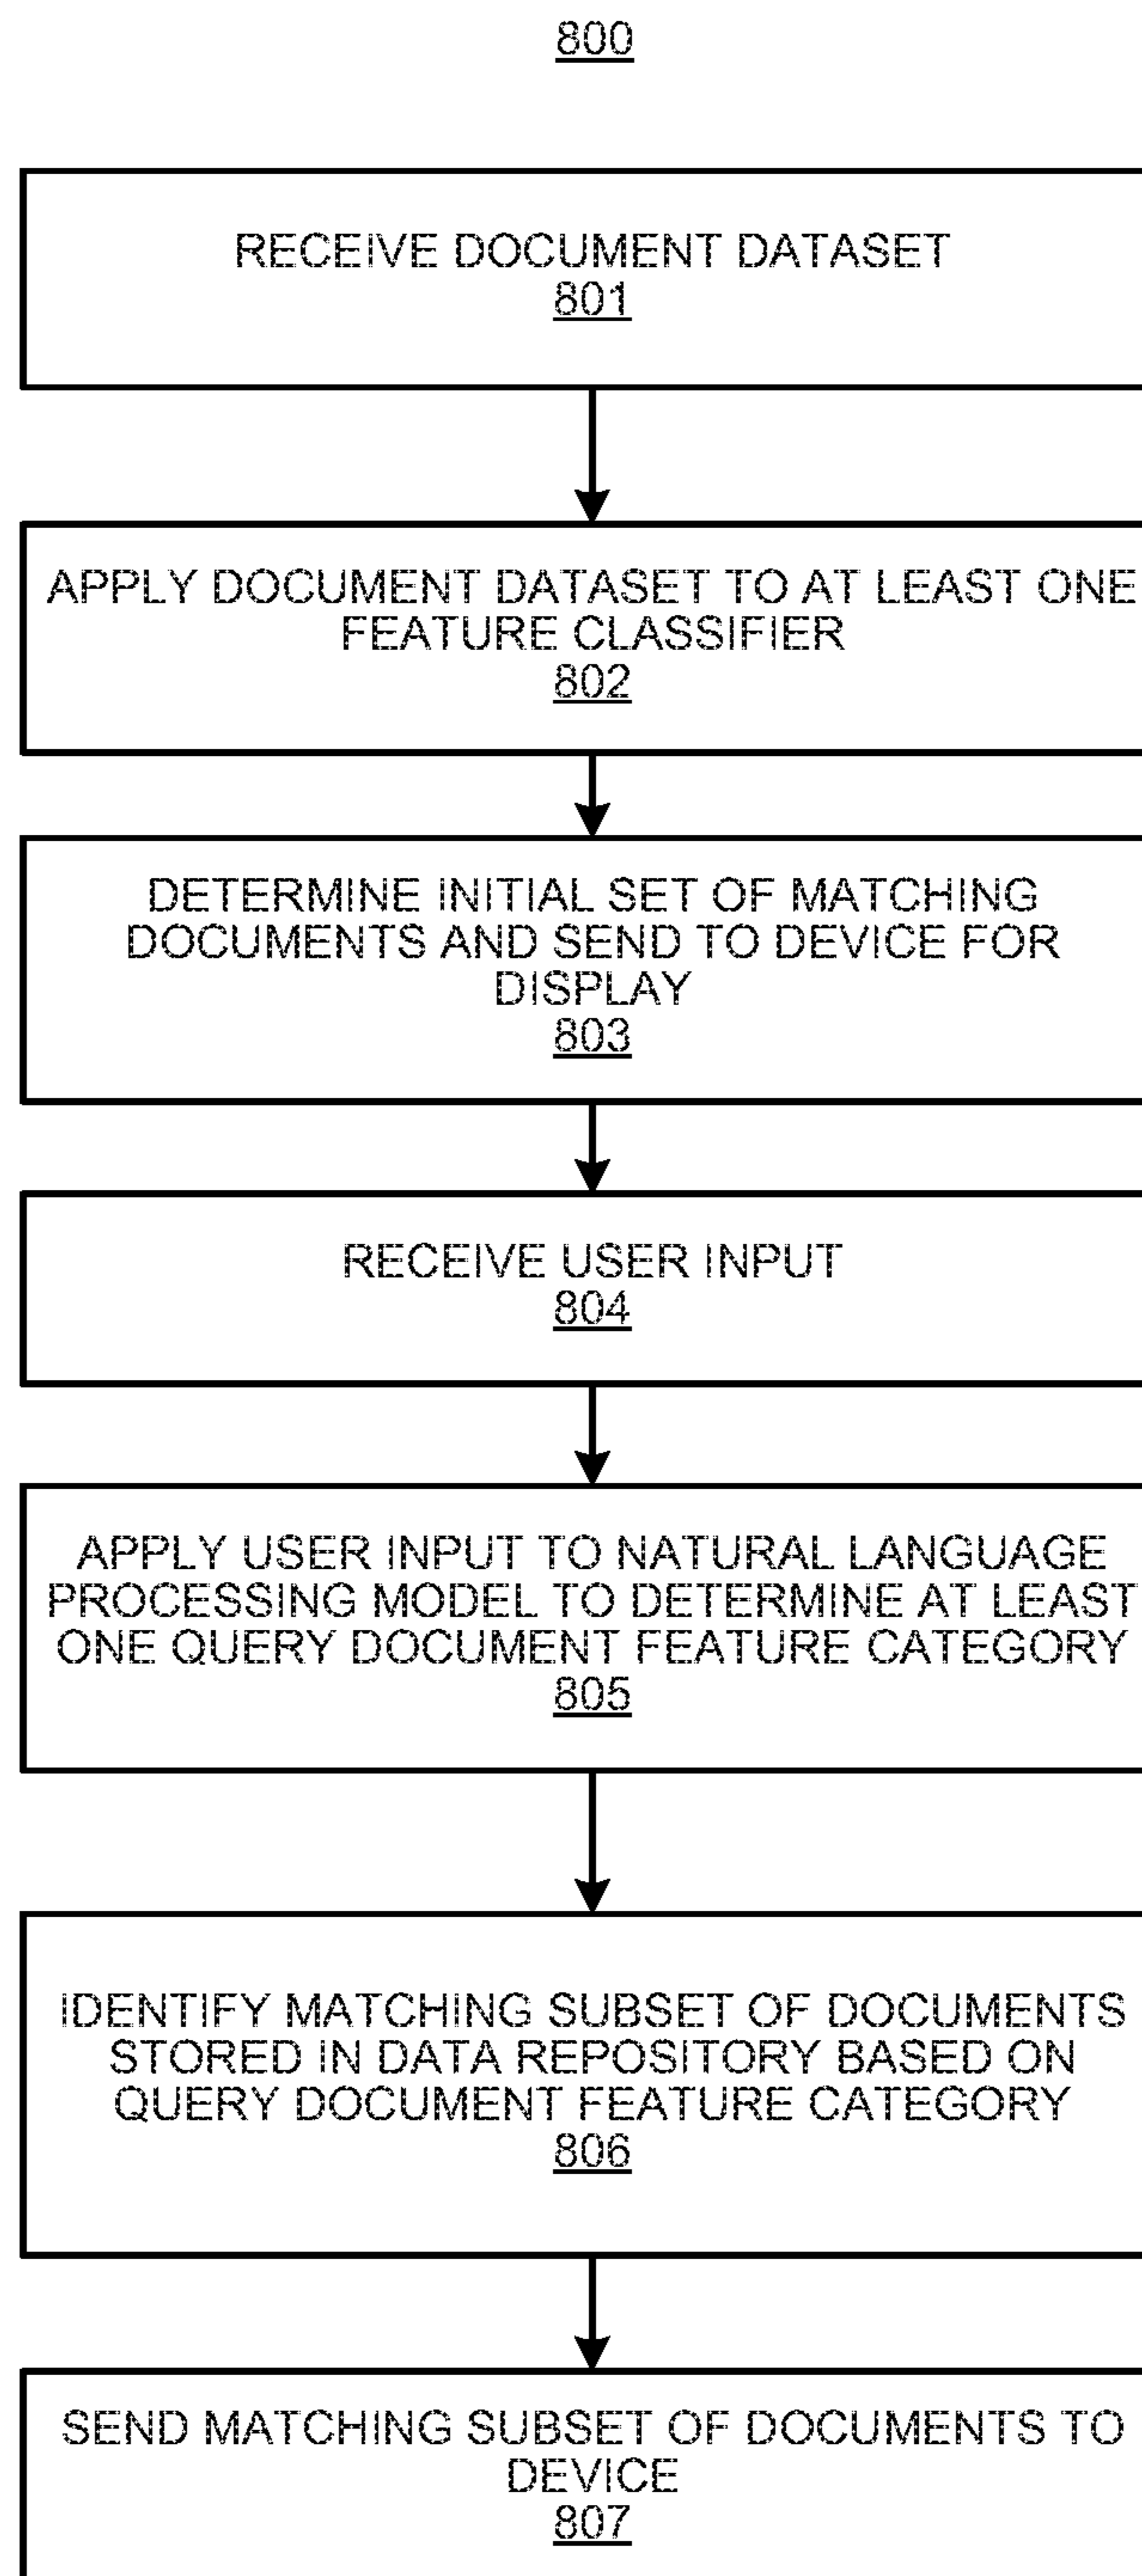 800
RECEIVE DOCUMENT DATASET
801
APPLY DOCUMENT DATASET TO AT LEAST ONE
FEATURE CLASSIFIER
802
DETERMINE INITIAL SET OF MATCHING
DOCUMENTS AND SEND TO DEVICE FOR
DISPLAY
803
RECEIVE USER INPUT
804
APPLY USER INPUT TO NATURAL LANGUAGE
PROCESSING MODEL TO DETERMINE AT LEAST
ONE QUERY DOCUMENT FEATURE CATEGORY
805
IDENTIFY MATCHING SUBSET OF DOCUMENTS
STORED IN DATA REPOSITORY BASED ON
QUERY DOCUMENT FEATURE CATEGORY
806
SEND MATCHING SUBSET OF DOCUMENTS TO
DEVICE
807